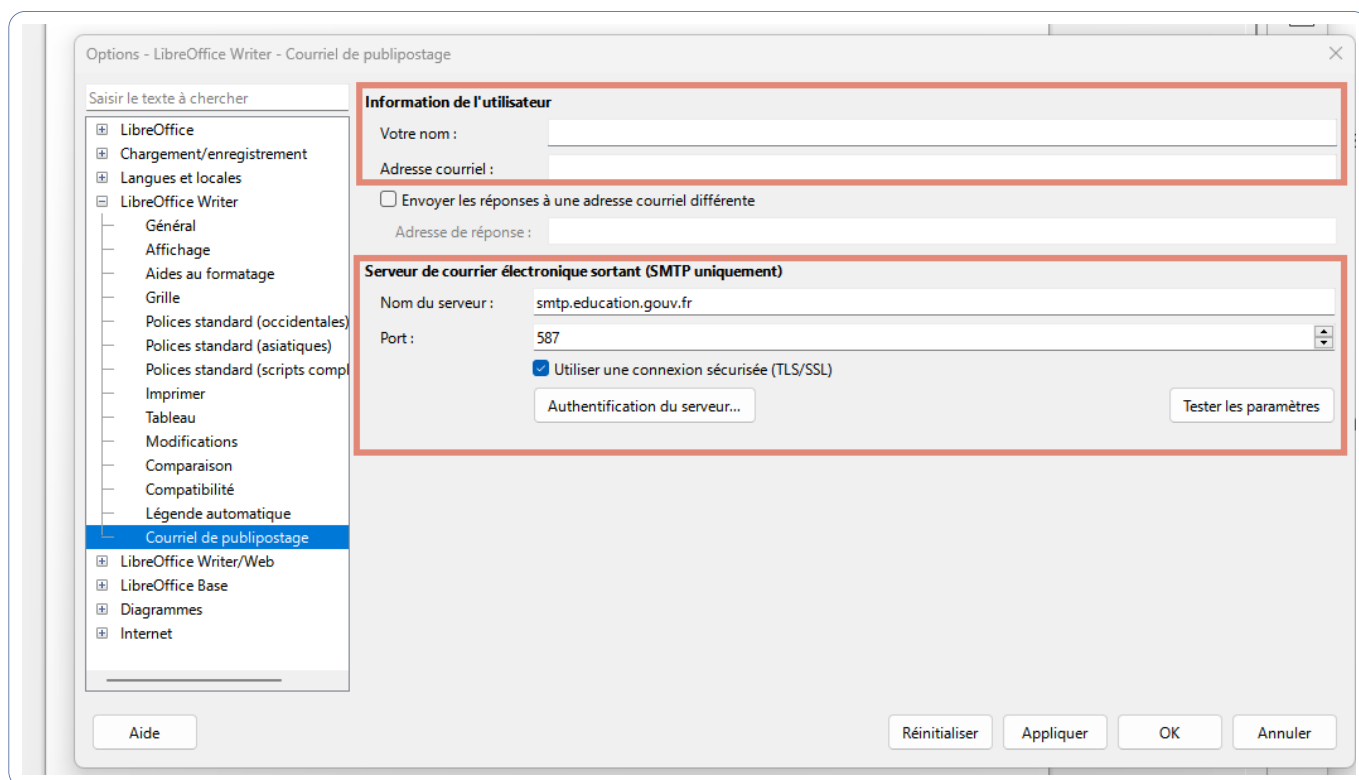 Options - LibreOffice Writer - Courriel de publipostage
Saisir le texte à chercher
LibreOffice
Chargement/enregistrement
Langues et locales
LibreOffice Writer
Général
Affichage
Aides au formatage
Grille
Polices standard (occidentales)
Polices standard (asiatiques)
Polices standard (scripts compl
Imprimer
Tableau
Modifications
Comparaison
Compatibilité
Légende automatique
Courriel de publipostage
LibreOffice Writer/Web
LibreOffice Base
Diagrammes
Internet
Information de l'utilisateur
Votre nom :
Adresse courriel :
Envoyer les réponses à une adresse courriel différente
Adresse de réponse :
Serveur de courrier électronique sortant (SMTP uniquement)
Nom du serveur : smtp.education.gouv.fr
Port : 587
Utiliser une connexion sécurisée (TLS/SSL)
Authentification du serveur... Tester les paramètres
Aide Réinitialiser Appliquer OK Annuler